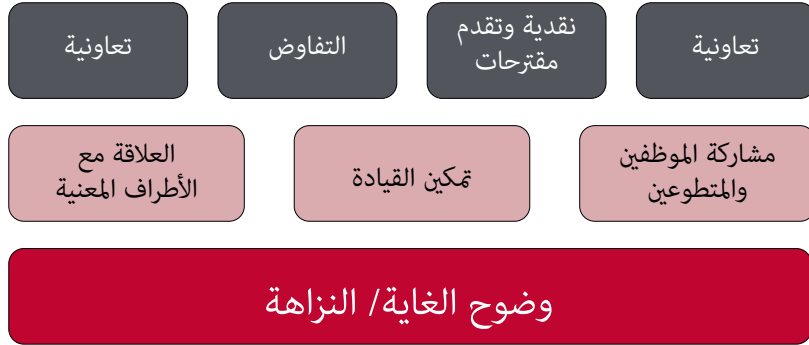 تعاونية
نقدية وتقدم
مقترحات
التفاوض
تعاونية
مشاركة الموظفين
والمتطوعين
تمكين القيادة
العلاقة مع
الأطراف المعنية
وضوح الغاية/ النزاهة